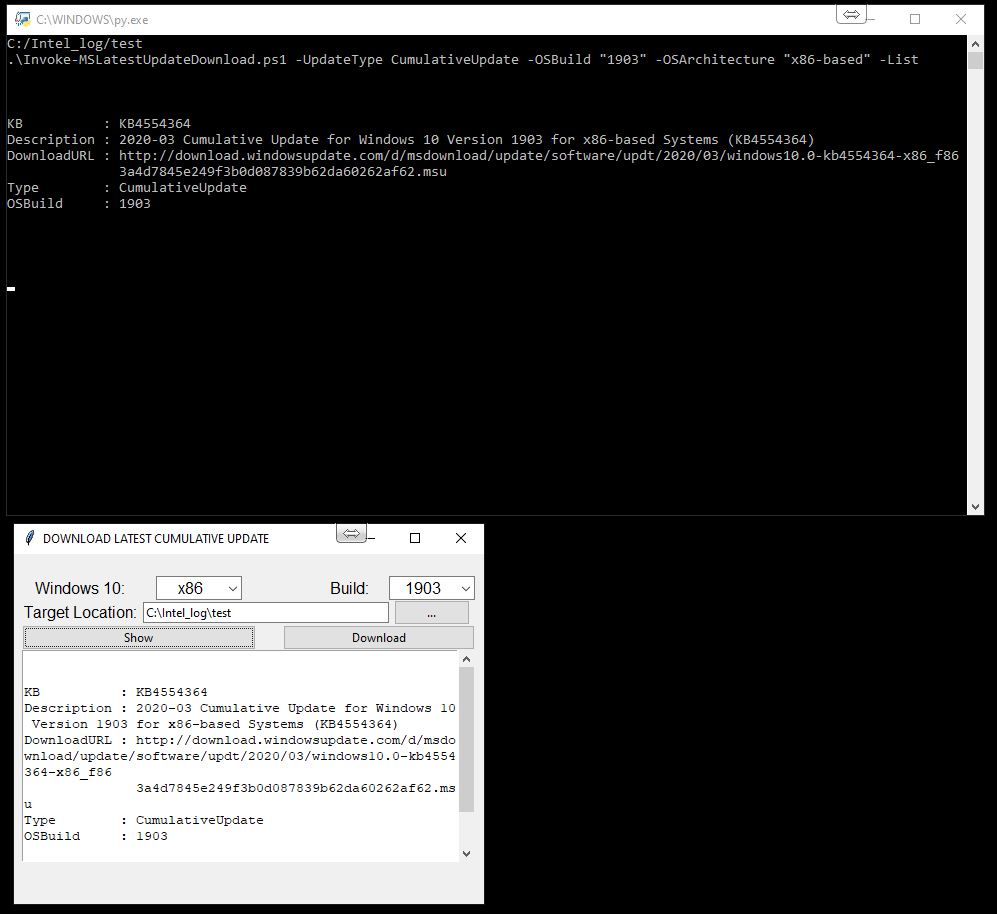 C:\WINDOWS\py.exe
C:/Intel_log/test
.\Invoke-MSLatestUpdateDownload.ps1 -UpdateType CumulativeUpdate -OSBuild "1903" -OSArchitecture "x86-based" -List
KB          : KB4554364
Description : 2020-03 Cumulative Update for Windows 10 Version 1903 for x86-based Systems (KB4554364)
DownloadURL : http://download.windowsupdate.com/d/msdownload/update/software/updt/2020/03/windows10.0-kb4554364-x86_f86
              3a4d7845e249f3b0d087839b62da60262af62.msu
Type        : CumulativeUpdate
OSBuild     : 1903
DOWNLOAD LATEST CUMULATIVE UPDATE
Windows 10: x86 Build: 1903
Target Location: C:\Intel_log\test ...
Show Download
KB          : KB4554364
Description : 2020-03 Cumulative Update for Windows 10
 Version 1903 for x86-based Systems (KB4554364)
DownloadURL : http://download.windowsupdate.com/d/msdo
wnload/update/software/updt/2020/03/windows10.0-kb4554
364-x86_f86
              3a4d7845e249f3b0d087839b62da60262af62.ms
u
Type        : CumulativeUpdate
OSBuild     : 1903